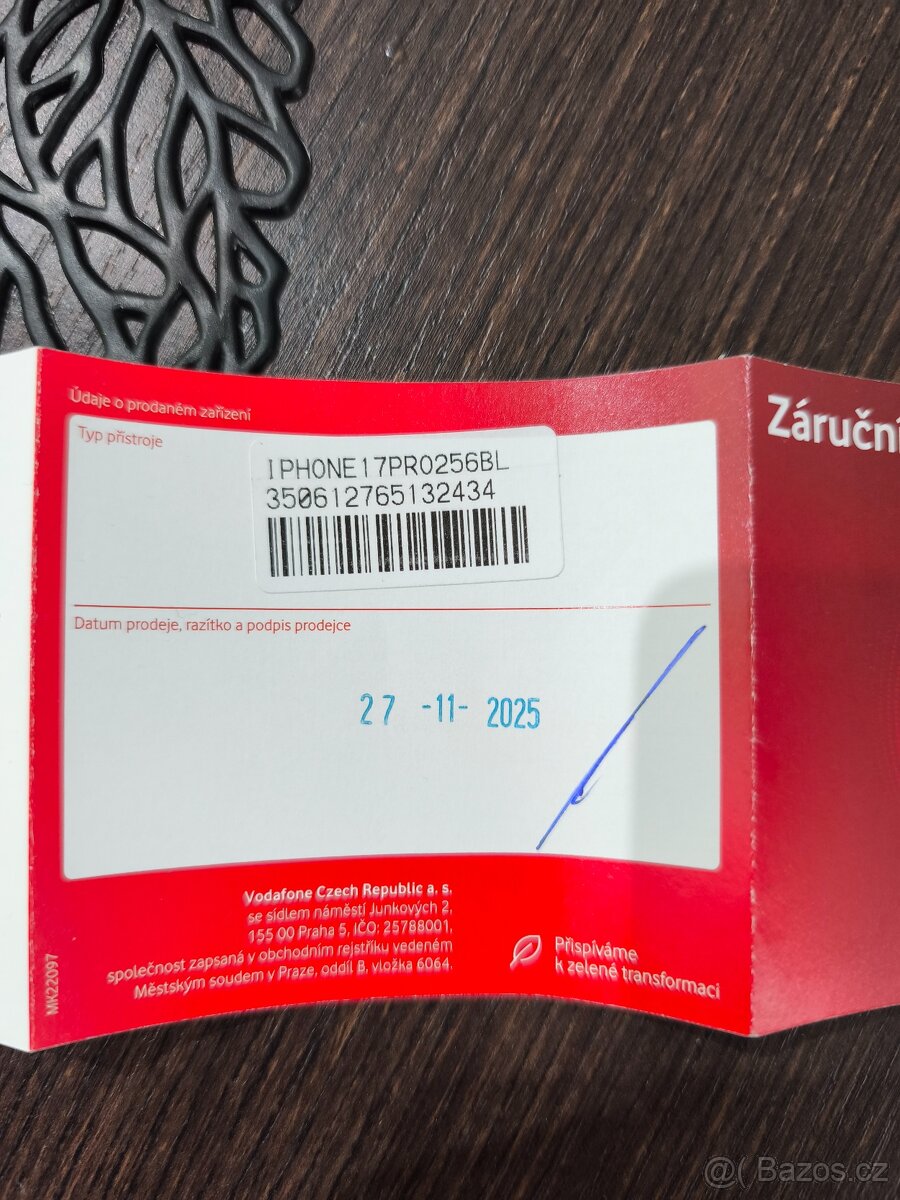 Údaje o prodaném zařízení
Typ přístroje
IPHONE17PRO256BL
350612765132434
Datum prodeje, razítko a podpis prodejce
27 -11- 2025
Vodafone Czech Republic a. s.
se sídlem náměstí Junkových 2,
155 00 Praha 5, IČO: 25788001,
společnost zapsaná v obchodním rejstříku vedeném
Městským soudem v Praze, oddíl B, vložka 6064.
Přispíváme
k zelené transformaci
MK22097
Záruční
@( Bazos.cz